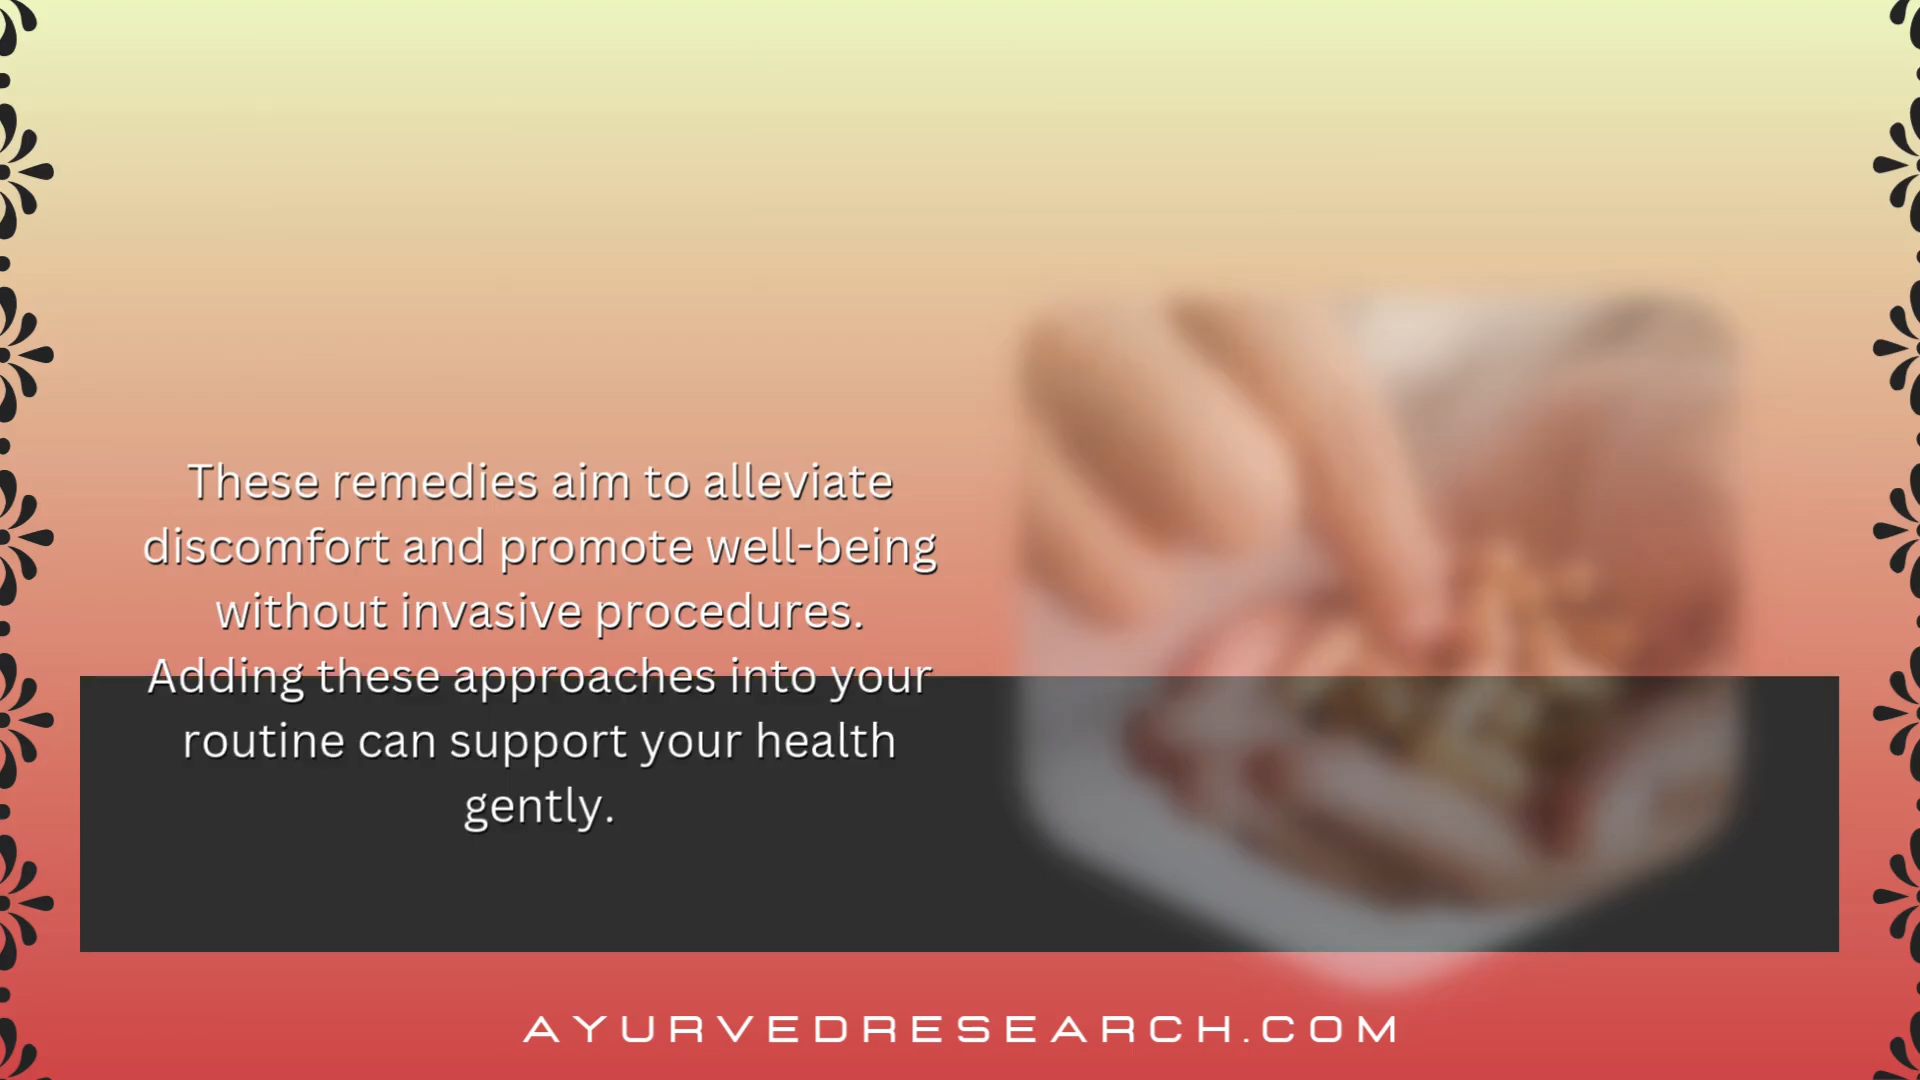 These remedies aim to alleviate
discomfort and promote well-being
without invasive procedures.
Adding these approaches into your
routine can support your health
gently.
AYURVEDRESEARCH.COM